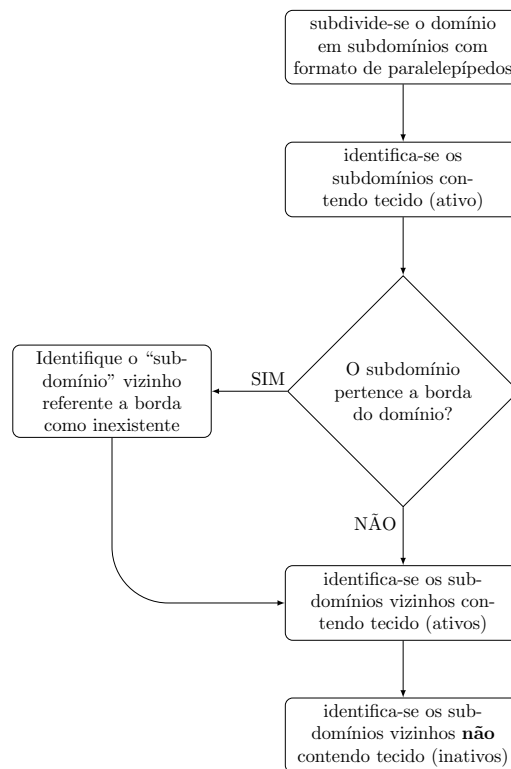 subdivide-se o domínio
em subdomínios com
formato de paralelepípedos
identifica-se os
subdomínios con-
tendo tecido (ativo)
O subdomínio
pertence a borda
do domínio?
SIM
Identifique o “sub-
domínio” vizinho
referente a borda
como inexistente
NÃO
identifica-se os sub-
domínios vizinhos con-
tendo tecido (ativos)
identifica-se os sub-
domínios vizinhos não
contendo tecido (inativos)